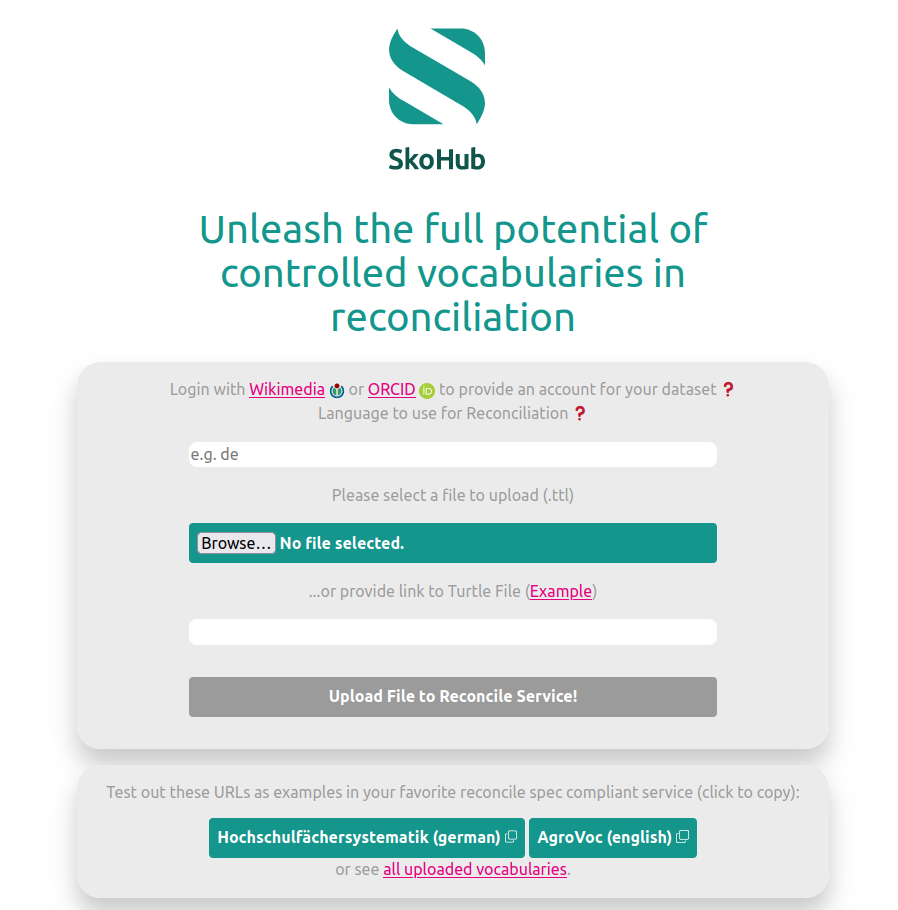 SkoHub
Unleash the full potential of
controlled vocabularies in
reconciliation
Login with Wikimedia or ORCID iD to provide an account for your dataset ❓
Language to use for Reconciliation ❓
e.g. de
Please select a file to upload (.ttl)
Browse... No file selected.
...or provide link to Turtle File (Example)
Upload File to Reconcile Service!
Test out these URLs as examples in your favorite reconcile spec compliant service (click to copy):
Hochschulfächersystematik (german) AgroVoc (english)
or see all uploaded vocabularies.